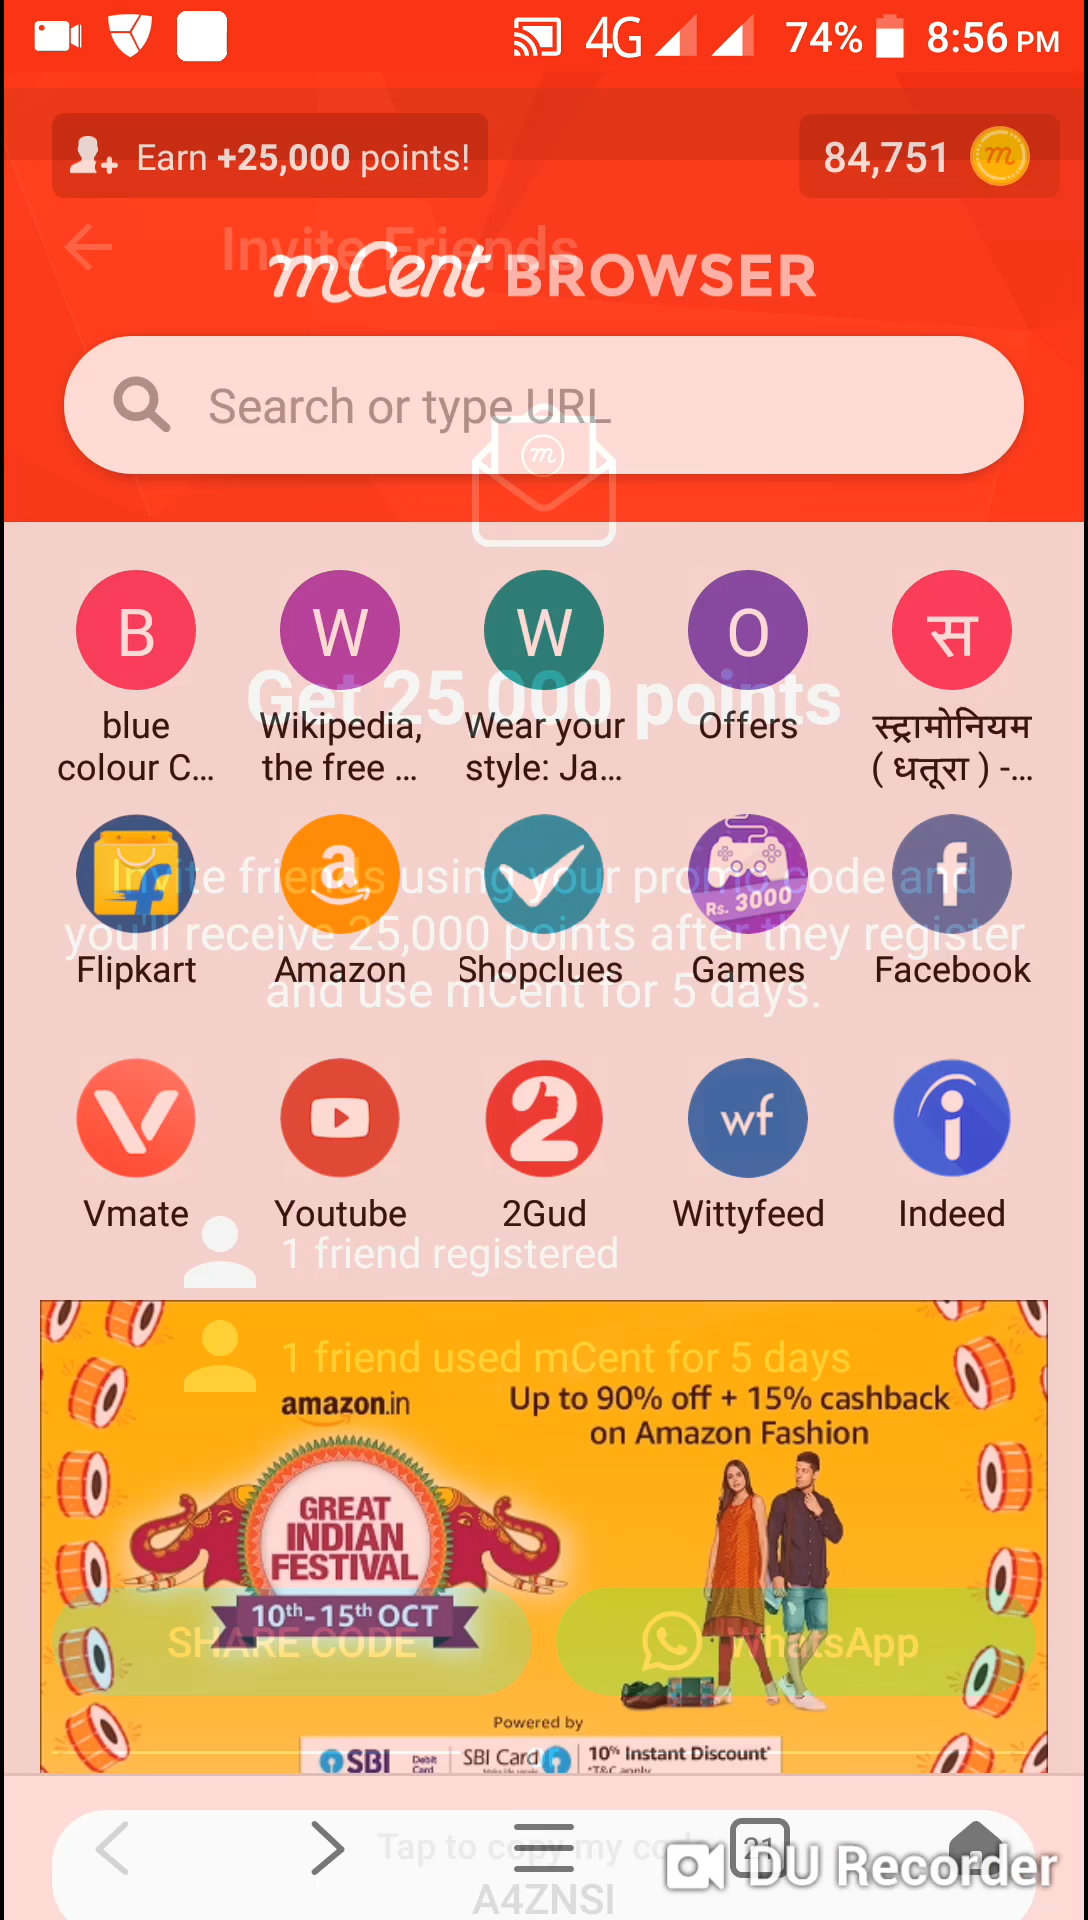 4G 74% 8:56 PM
Earn +25,000 points!
84,751
Invite Friends
mCent BROWSER
Search or type URL
B W W O स
Get 25,000 points
blue colour C...
Wikipedia, the free ...
Wear your style: Ja...
Offers
स्ट्रामोनियम ( धतूरा ) -...
Rs. 3000
Invite friends using your promo code and
you'll receive 25,000 points after they register
and use mCent for 5 days.
Flipkart Amazon Shopclues Games Facebook
wf
Vmate Youtube 2Gud Wittyfeed Indeed
1 friend registered
1 friend used mCent for 5 days
amazon.in
Up to 90% off + 15% cashback
on Amazon Fashion
GREAT
INDIAN
FESTIVAL
10th-15th OCT
SHARE CODE
WhatsApp
Powered by
SBI Debit Card
SBI Card
10% Instant Discount*
*T&C apply
Tap to copy my code
21
DU Recorder
A4ZNSI